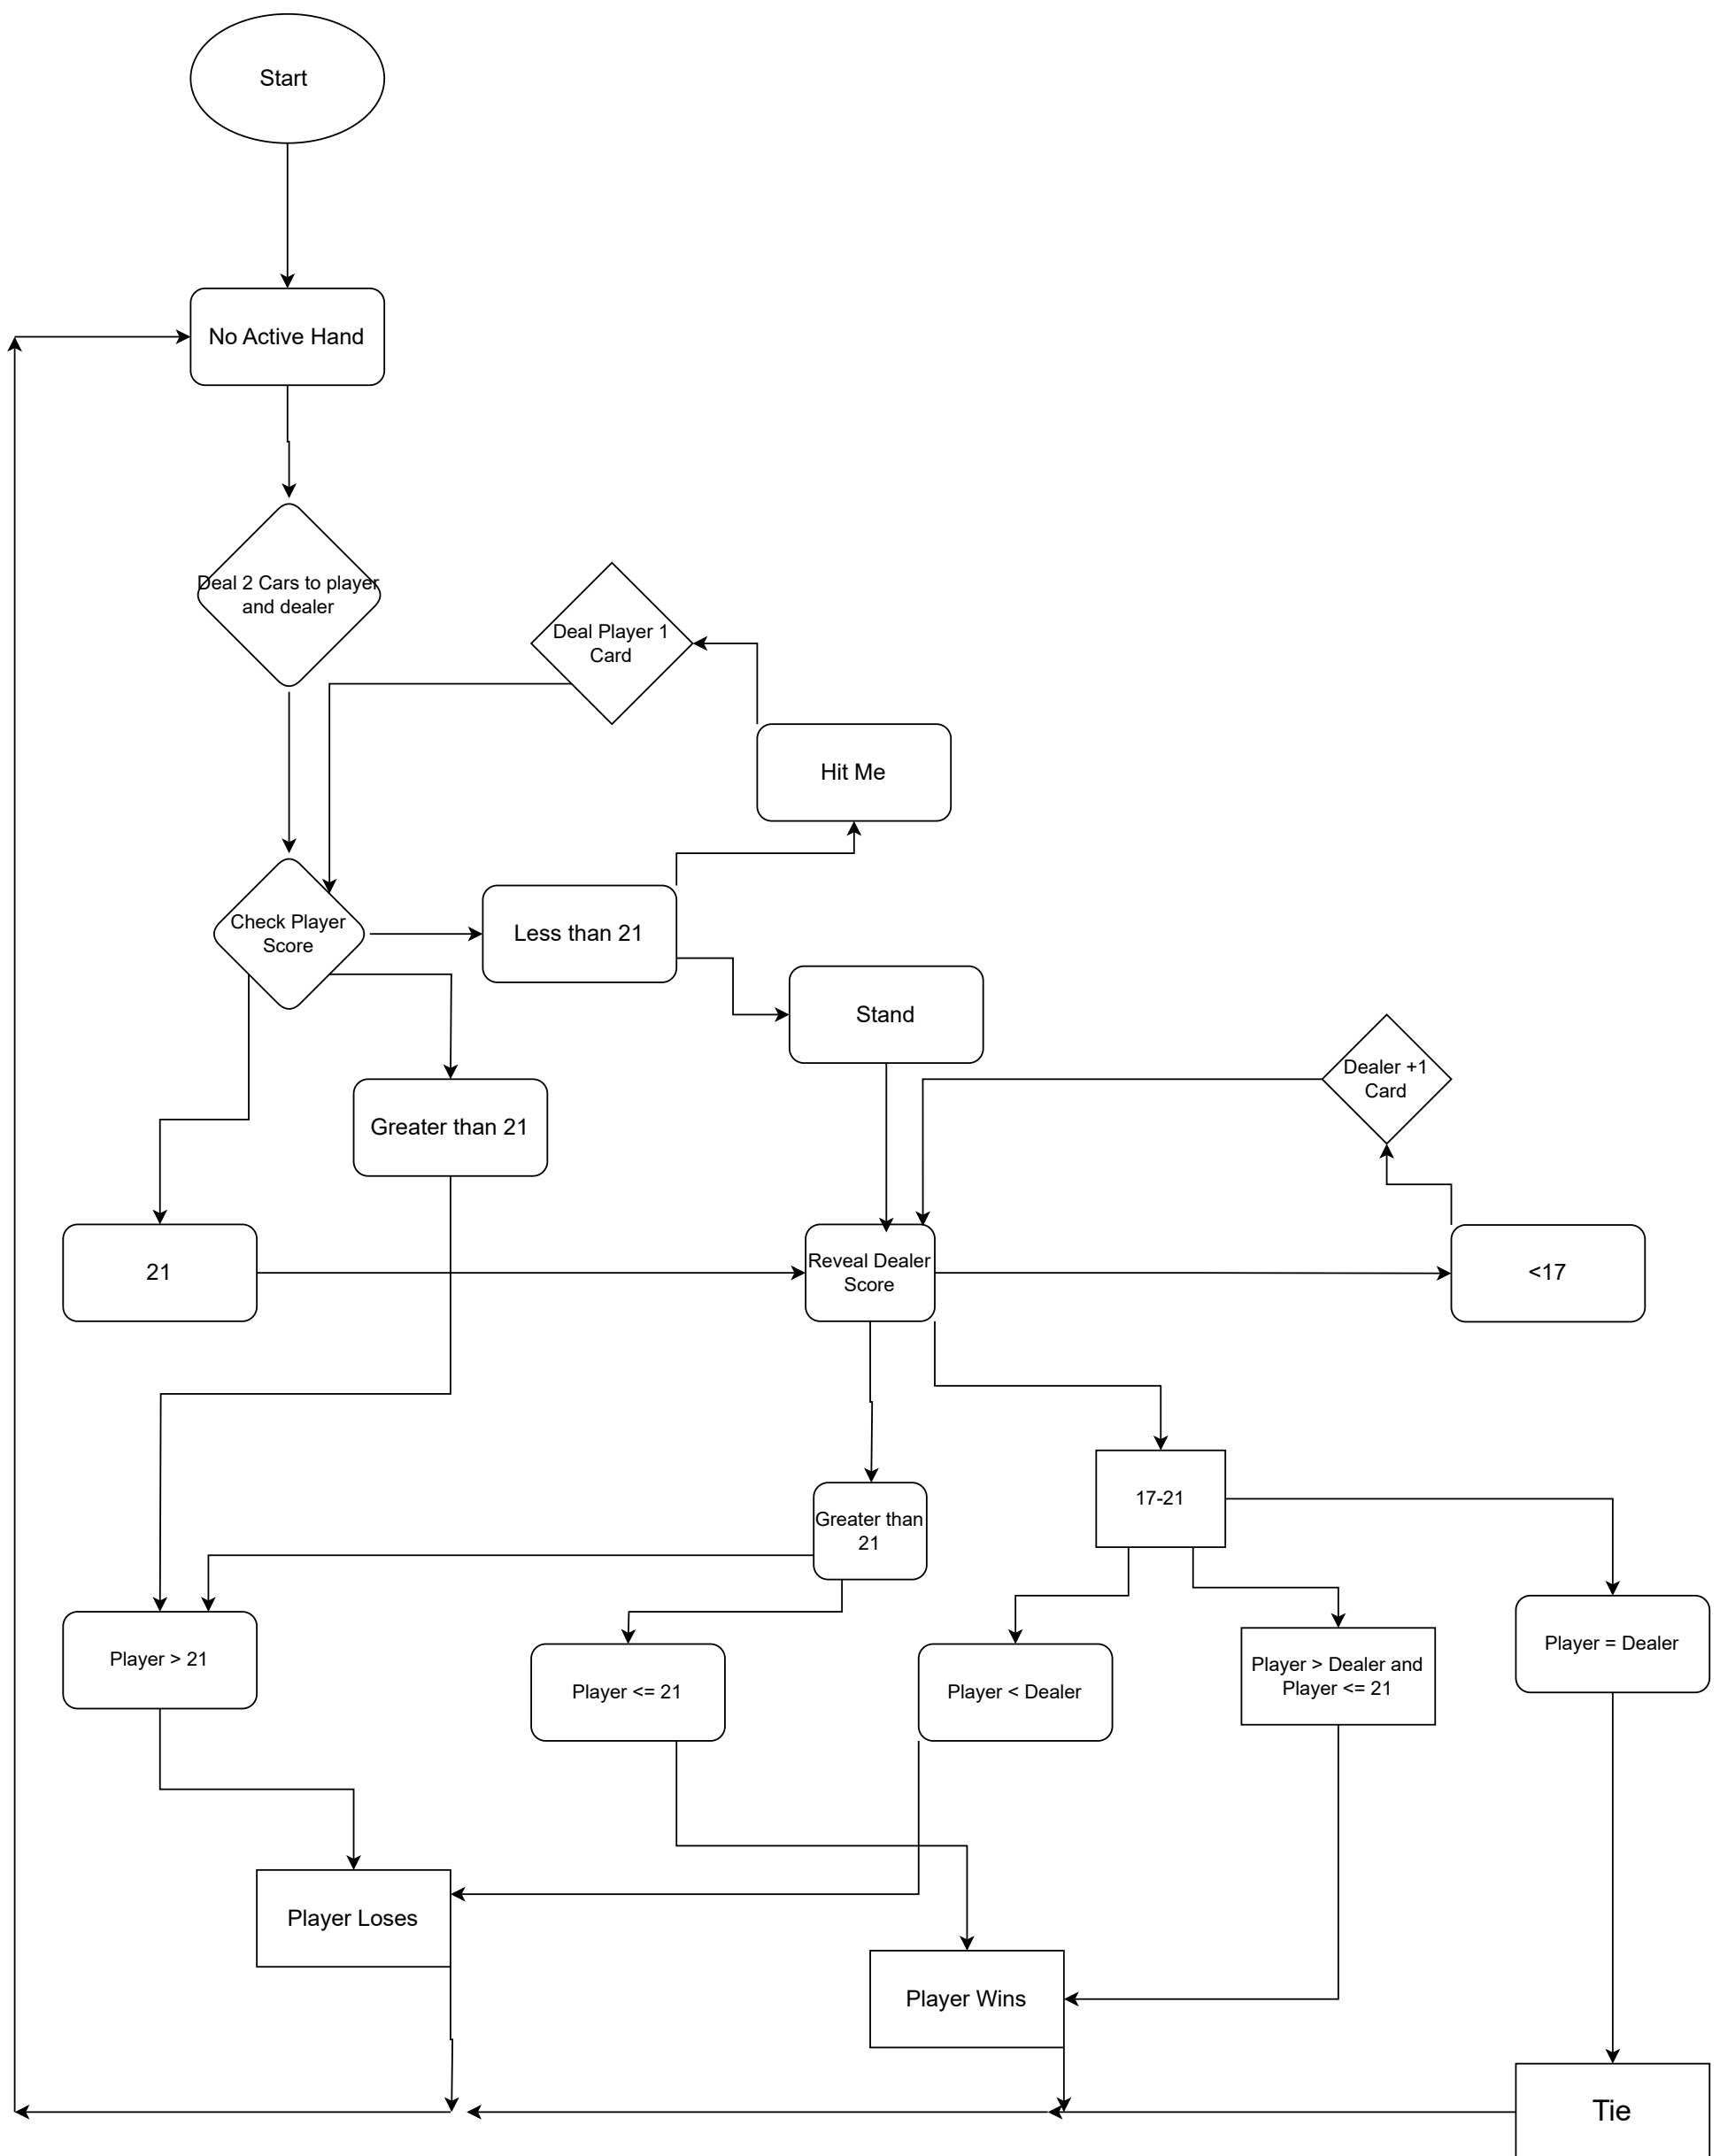 Start
No Active Hand
Deal 2 Cars to player
and dealer
Deal Player 1
Card
Hit Me
Check Player
Score
Less than 21
Stand
Dealer +1
Card
Greater than 21
21
Reveal Dealer
Score
<17
Greater than
21
17-21
Player > 21
Player <= 21
Player < Dealer
Player > Dealer and
Player <= 21
Player = Dealer
Player Loses
Player Wins
Tie